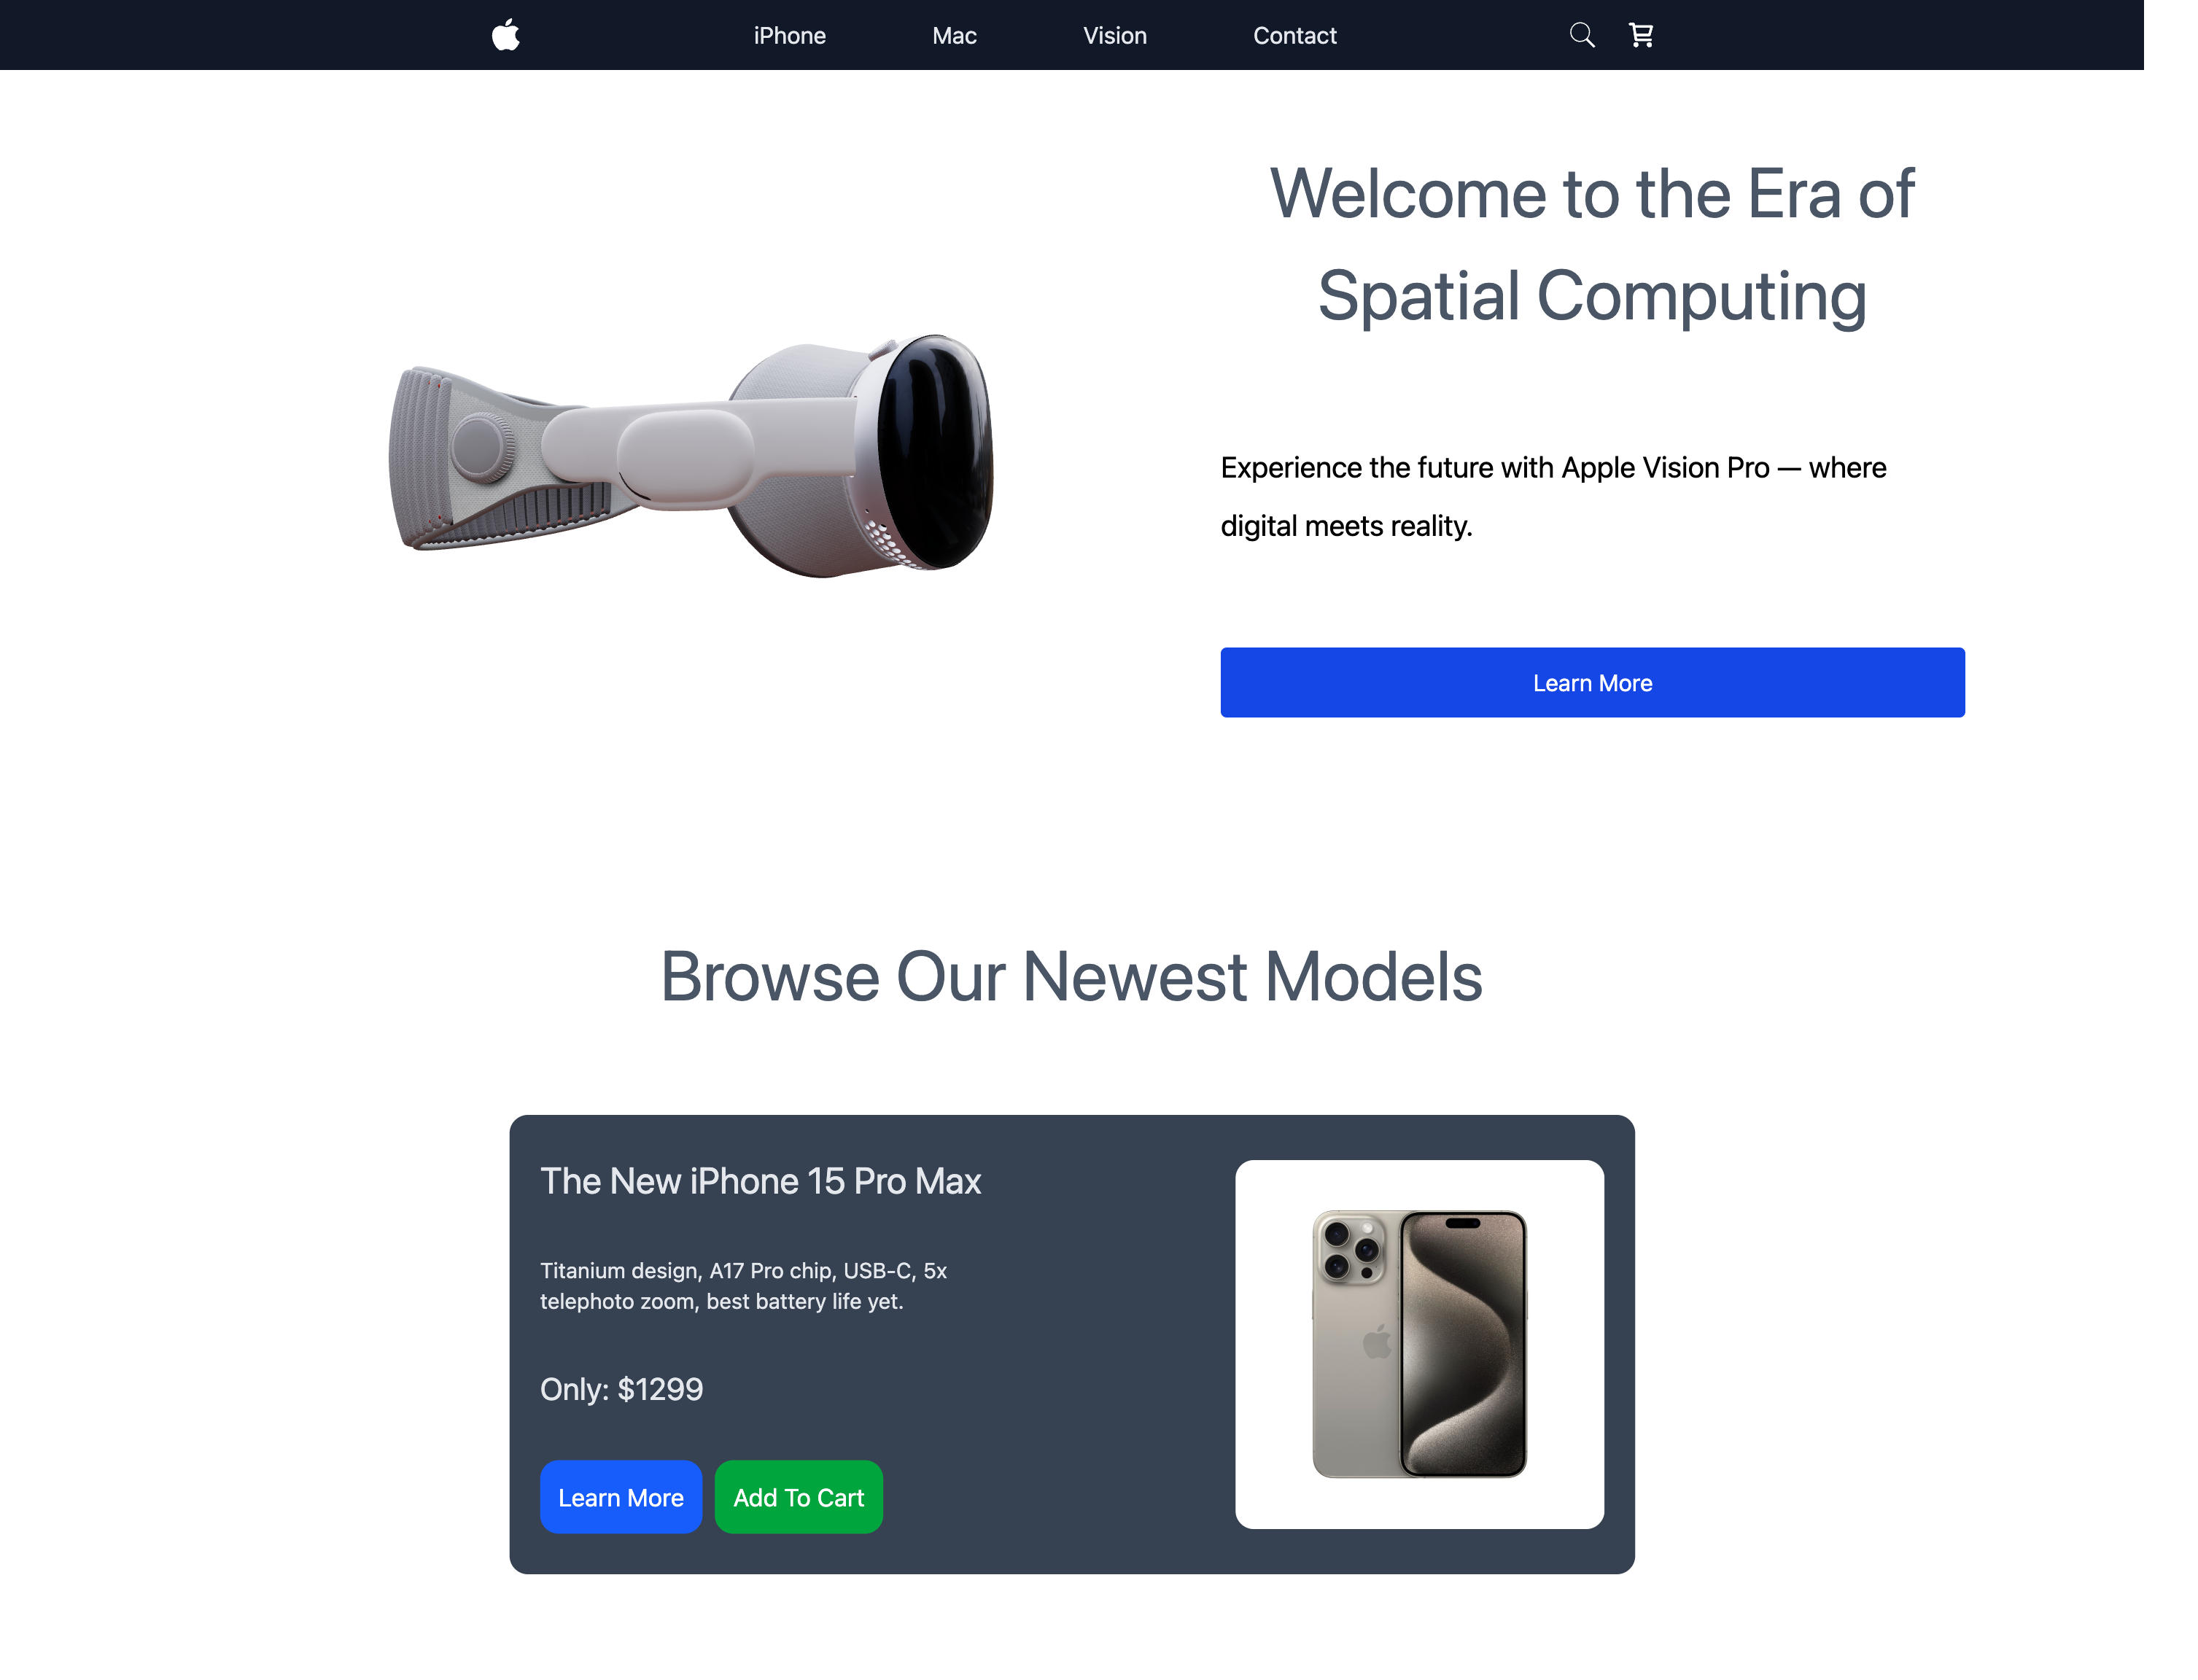 iPhone Mac Vision Contact
Welcome to the Era of
Spatial Computing
Experience the future with Apple Vision Pro — where
digital meets reality.
Learn More
Browse Our Newest Models
The New iPhone 15 Pro Max
Titanium design, A17 Pro chip, USB-C, 5x
telephoto zoom, best battery life yet.
Only: $1299
Learn More Add To Cart